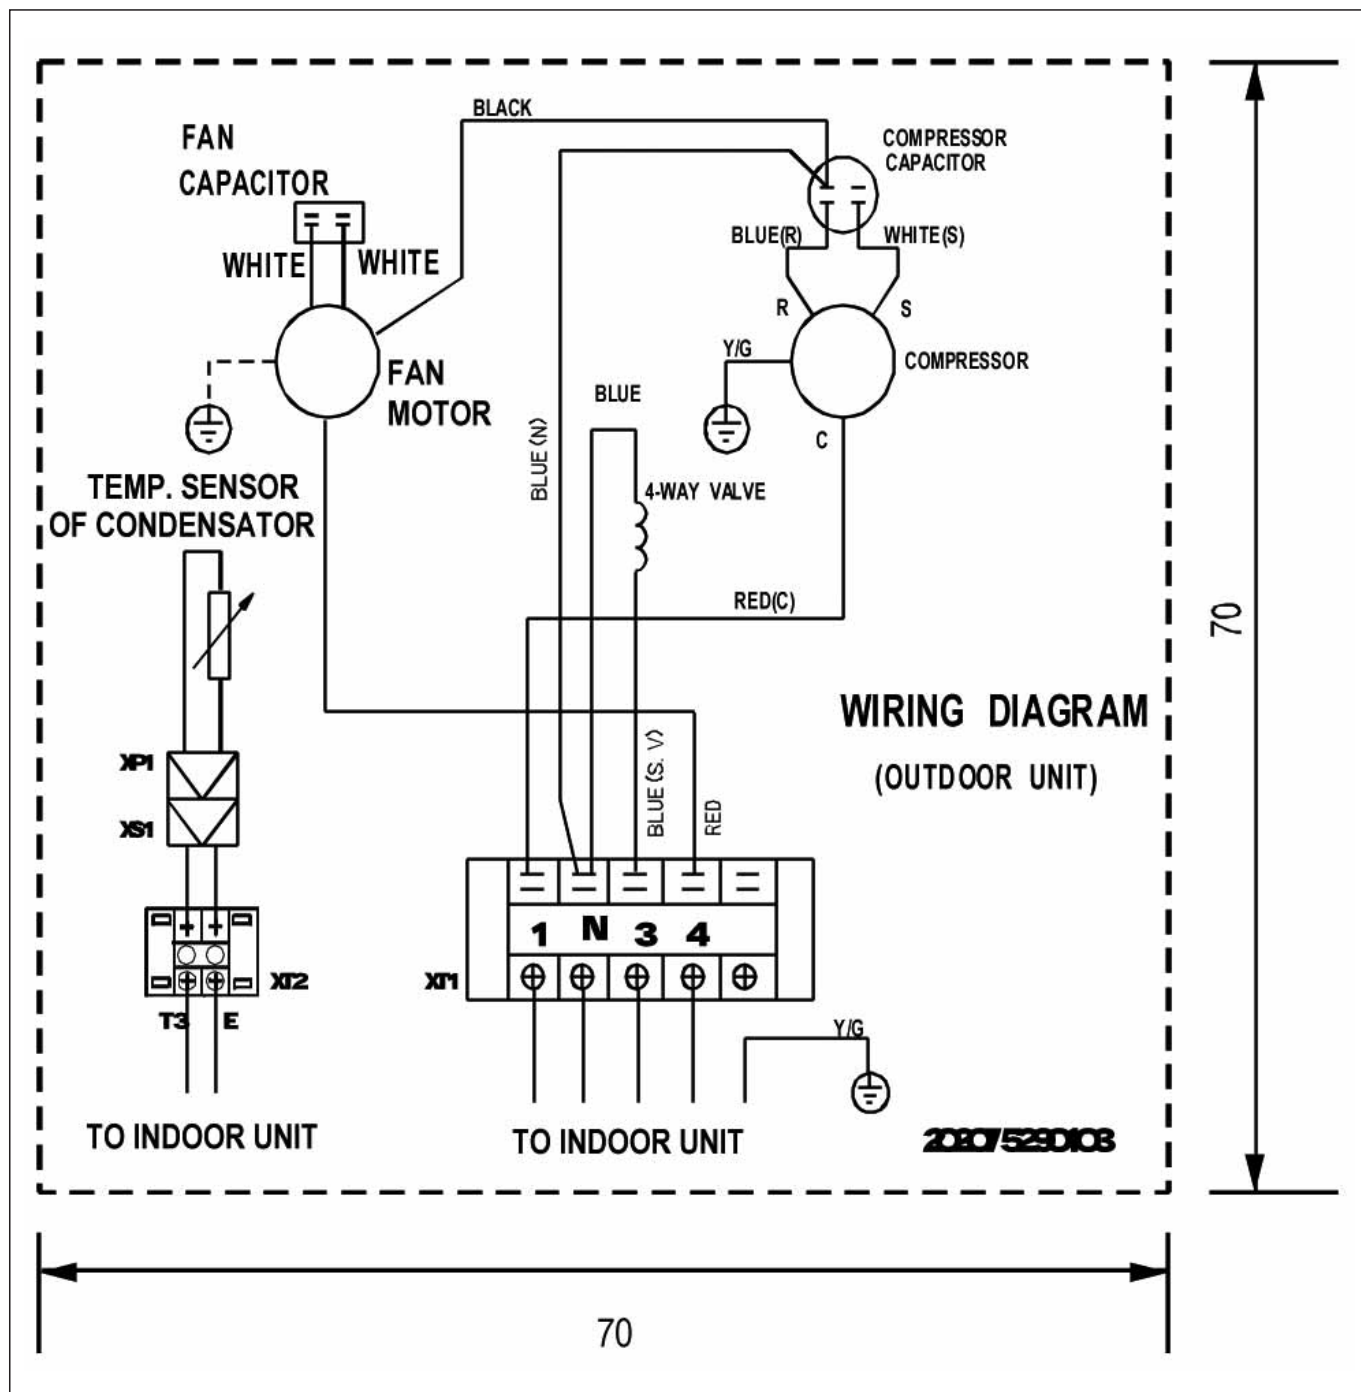 BLACK
FAN
CAPACITOR
COMPRESSOR
CAPACITOR
WHITE
WHITE
BLUE(R)
WHITE(S)
R
S
Y/G
COMPRESSOR
FAN
MOTOR
BLUE
C
BLUE(N)
TEMP. SENSOR
OF CONDENSATOR
4-WAY VALVE
RED(C)
70
WIRING DIAGRAM
(OUTDOOR UNIT)
XP1
XS1
BLUE(S. V)
RED
1 N 3 4
XT2
XT1
T3 E
Y/G
TO INDOOR UNIT
TO INDOOR UNIT
70